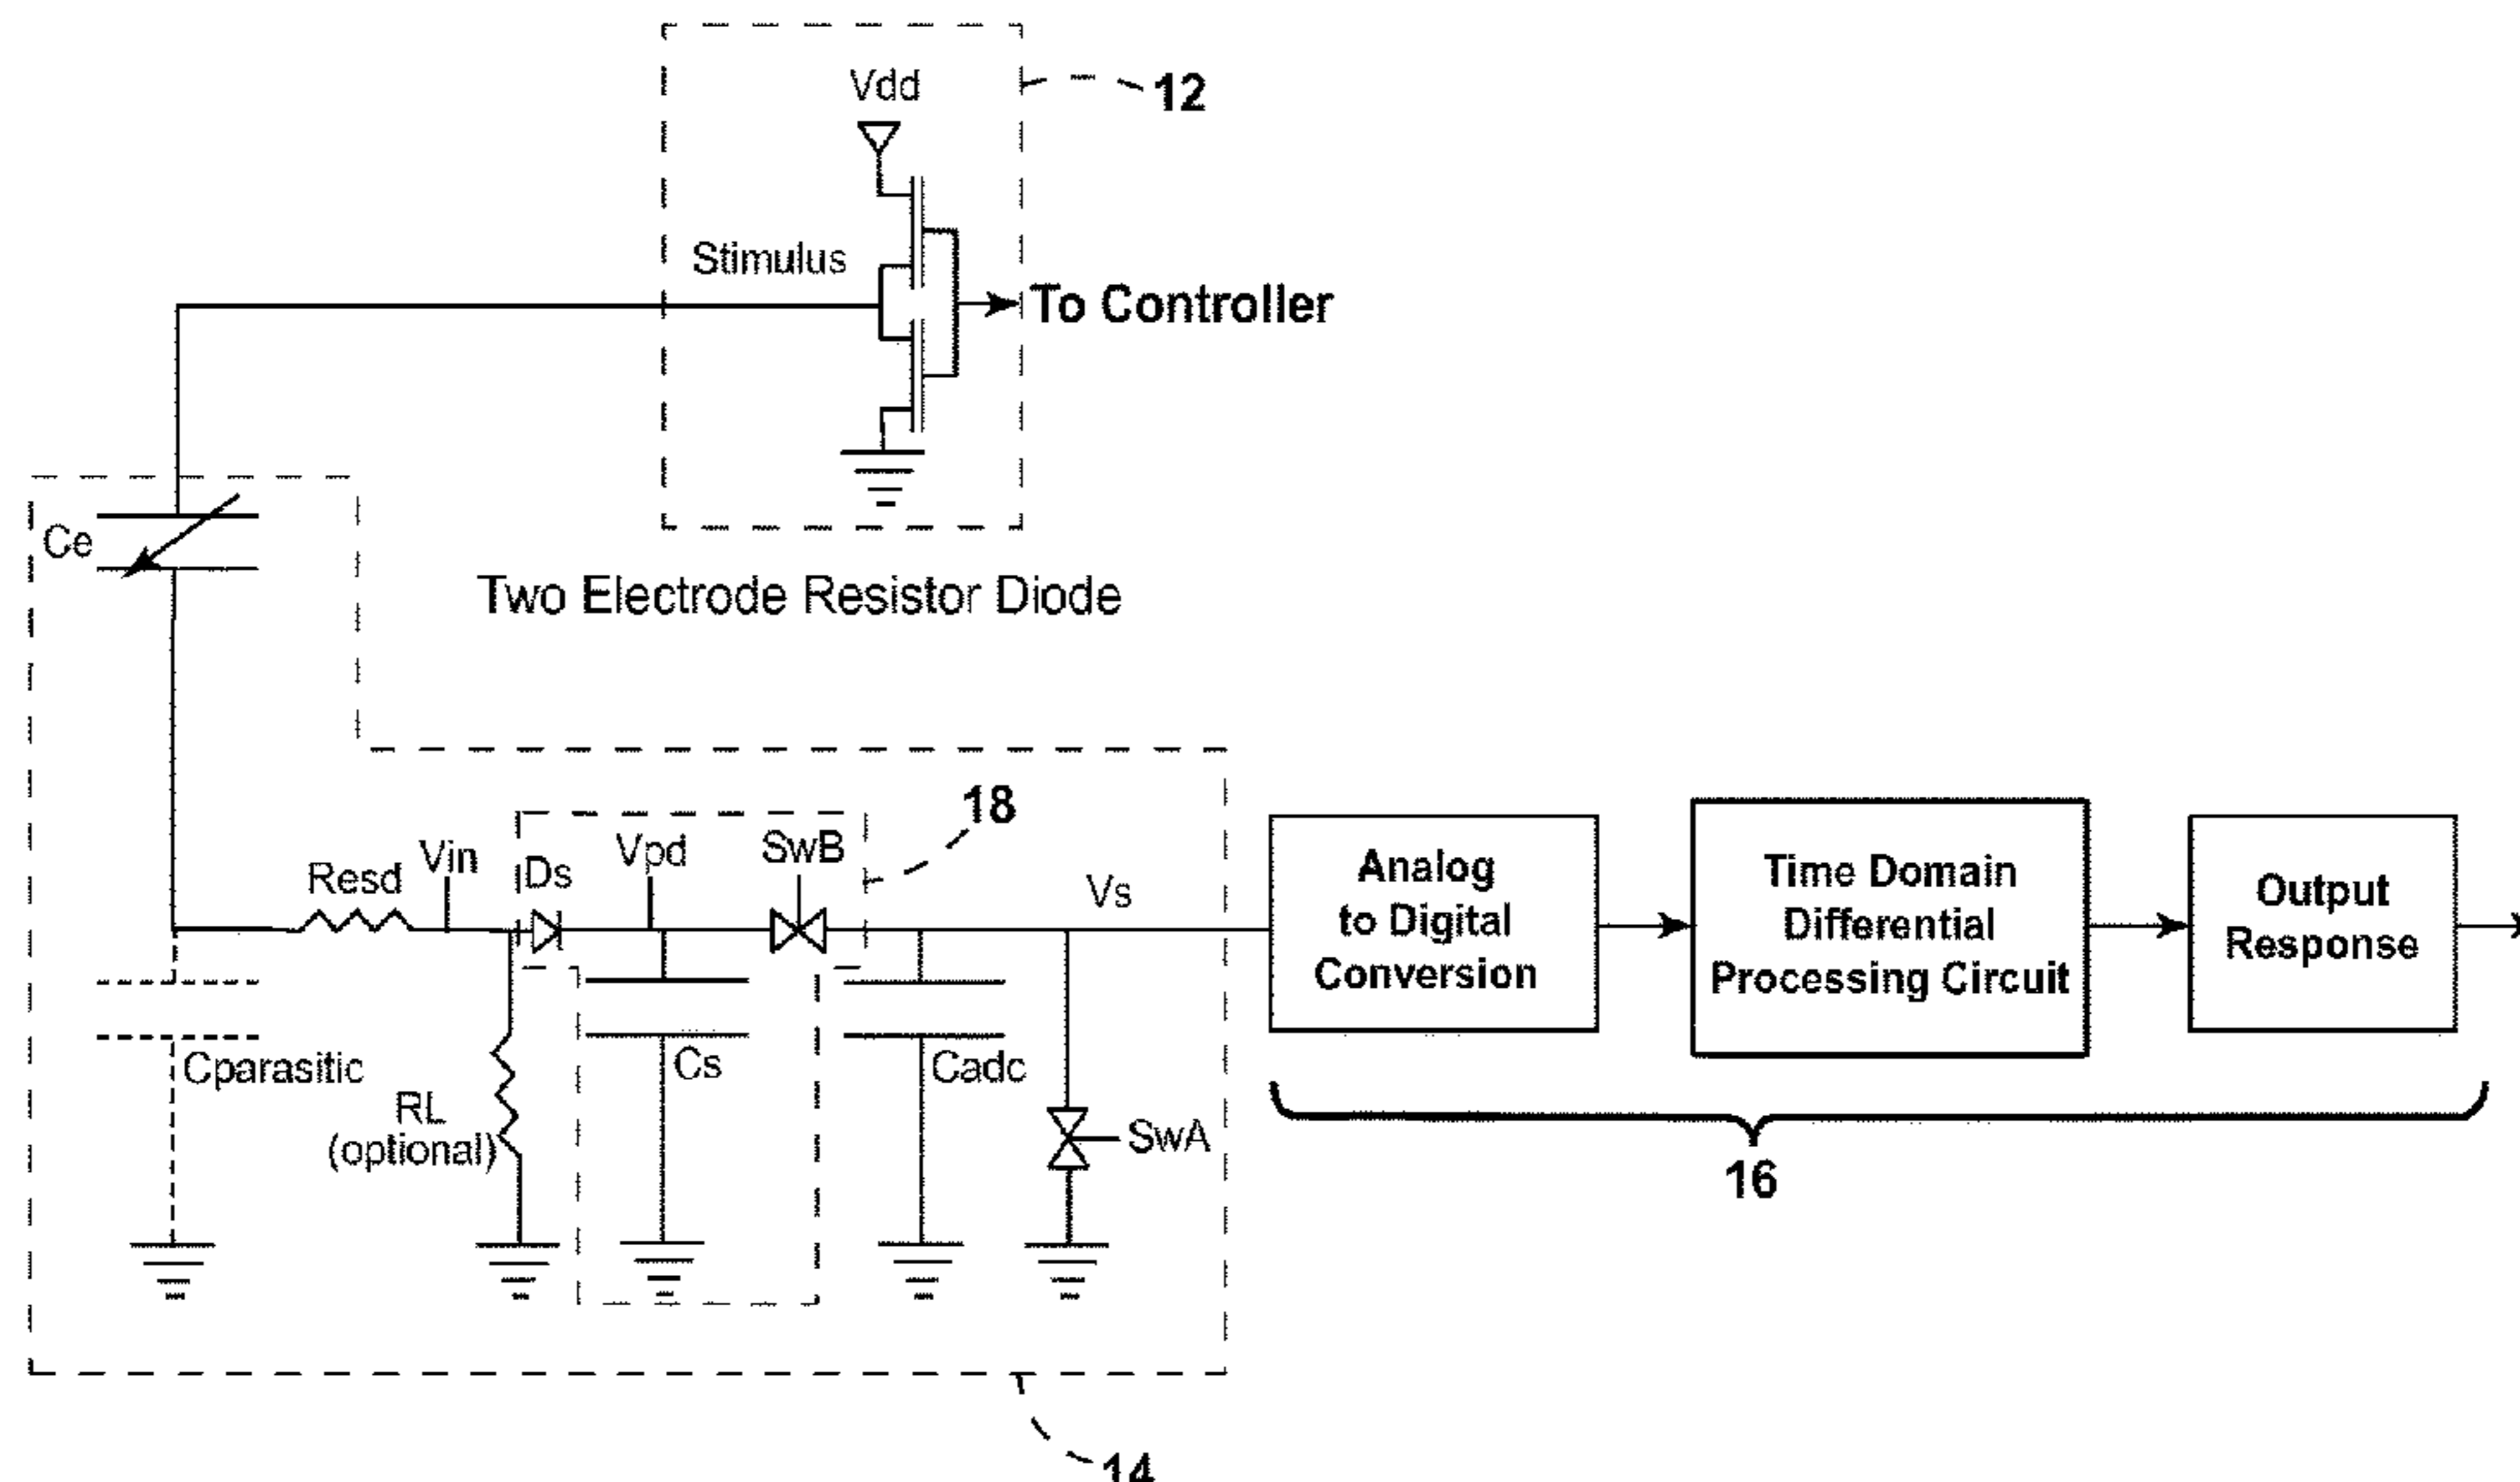 Vdd
12
Stimulus
To Controller
Ce
Two Electrode Resistor Diode
18
Resd
Vin
Ds
Vpd
SwB
Vs
Cparasitic
RL
(optional)
Cs
Cadc
SwA
Analog
to Digital
Conversion
Time Domain
Differential
Processing Circuit
Output
Response
16
14